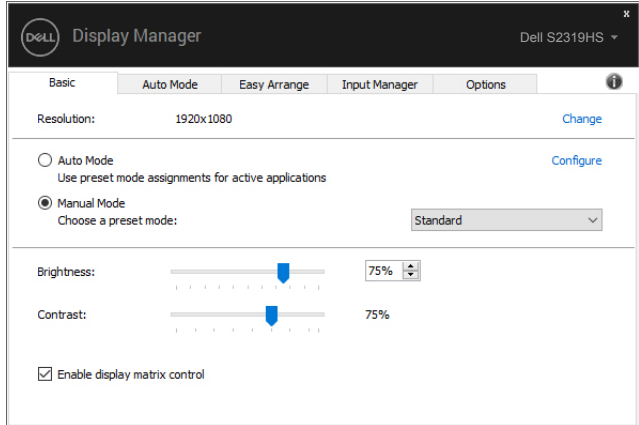 x
DELL Display Manager Dell S2319HS
Basic Auto Mode Easy Arrange Input Manager Options i
Resolution: 1920x1080 Change
Auto Mode Configure
Use preset mode assignments for active applications
Manual Mode
Choose a preset mode: Standard
Brightness: 75%
Contrast: 75%
Enable display matrix control